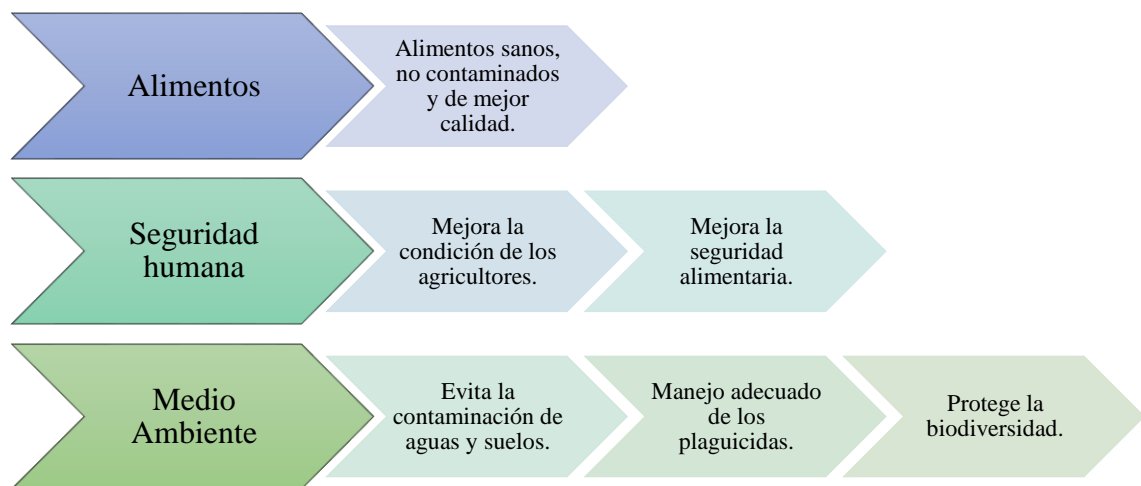 Alimentos
Alimentos sanos,
no contaminados
y de mejor
calidad.
Seguridad
humana
Mejora la
condición de los
agricultores.
Mejora la
seguridad
alimentaria.
Medio
Ambiente
Evita la
contaminación de
aguas y suelos.
Manejo adecuado
de los
plaguicidas.
Protege la
biodiversidad.